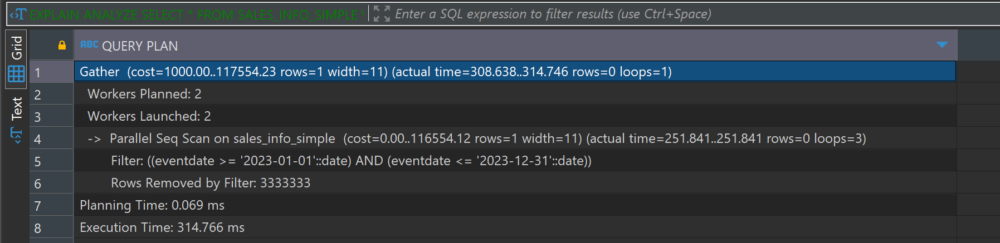 EXPLAIN ANALYZE SELECT * FROM SALES_INFO_SIMPLE Enter a SQL expression to filter results (use Ctrl+Space)
Grid
Text
ABC QUERY PLAN
1 Gather (cost=1000.00..117554.23 rows=1 width=11) (actual time=308.638..314.746 rows=0 loops=1)
2 Workers Planned: 2
3 Workers Launched: 2
4 -> Parallel Seq Scan on sales_info_simple (cost=0.00..116554.12 rows=1 width=11) (actual time=251.841..251.841 rows=0 loops=3)
5 Filter: ((eventdate >= '2023-01-01'::date) AND (eventdate <= '2023-12-31'::date))
6 Rows Removed by Filter: 3333333
7 Planning Time: 0.069 ms
8 Execution Time: 314.766 ms